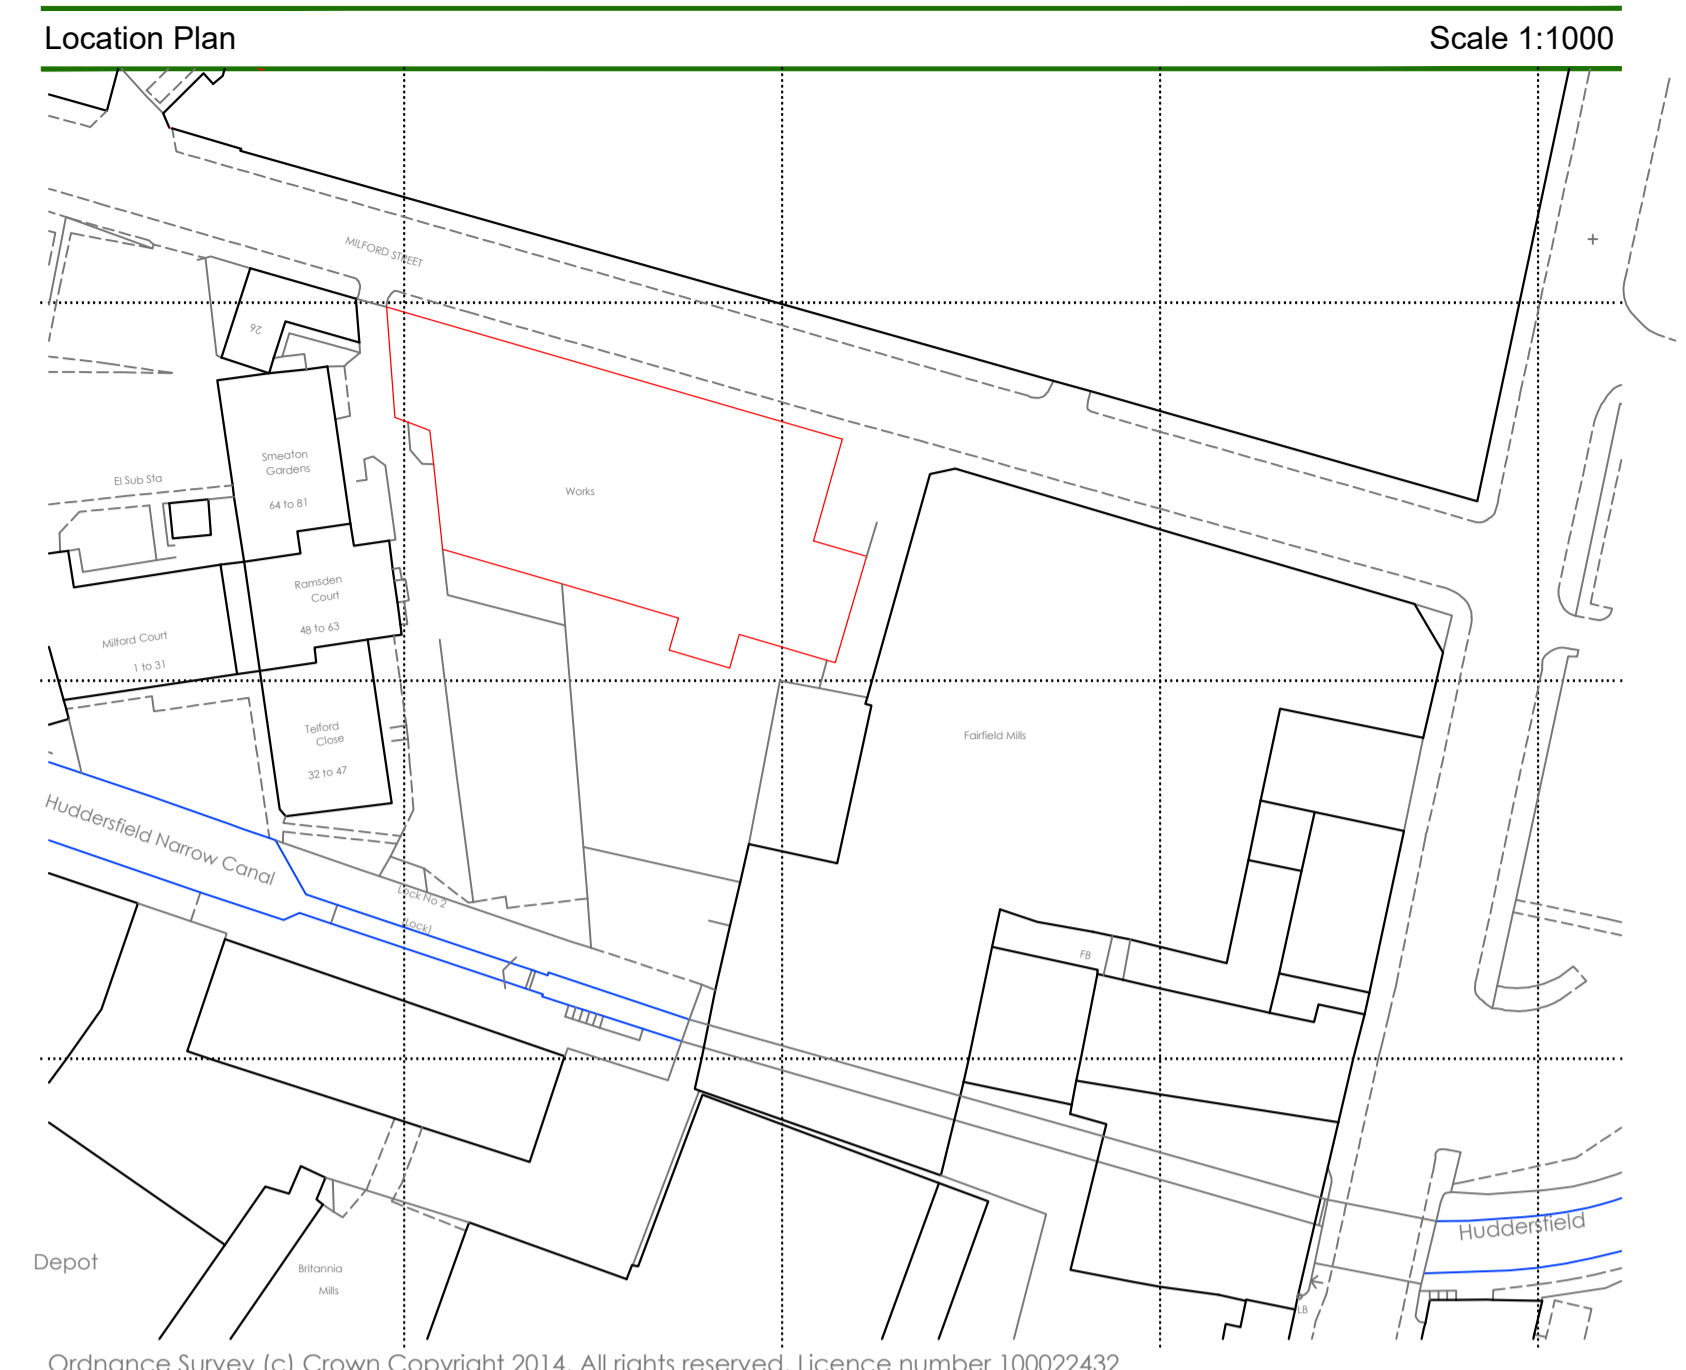 Location Plan
Scale 1:1000
MILFORD STREET
26
Smeaton
Gardens
64 to 81
El Sub Sta
Works
Ramsden
Court
48 to 63
Milford Court
1 to 31
Telford
Close
32 to 47
Fairfield Mills
Huddersfield Narrow Canal
Lock No 2
(Lock)
FB
Huddersfield
Depot
Britannia
Mills
LB
Ordnance Survey (c) Crown Copyright 2014. All rights reserved. Licence number 100022432